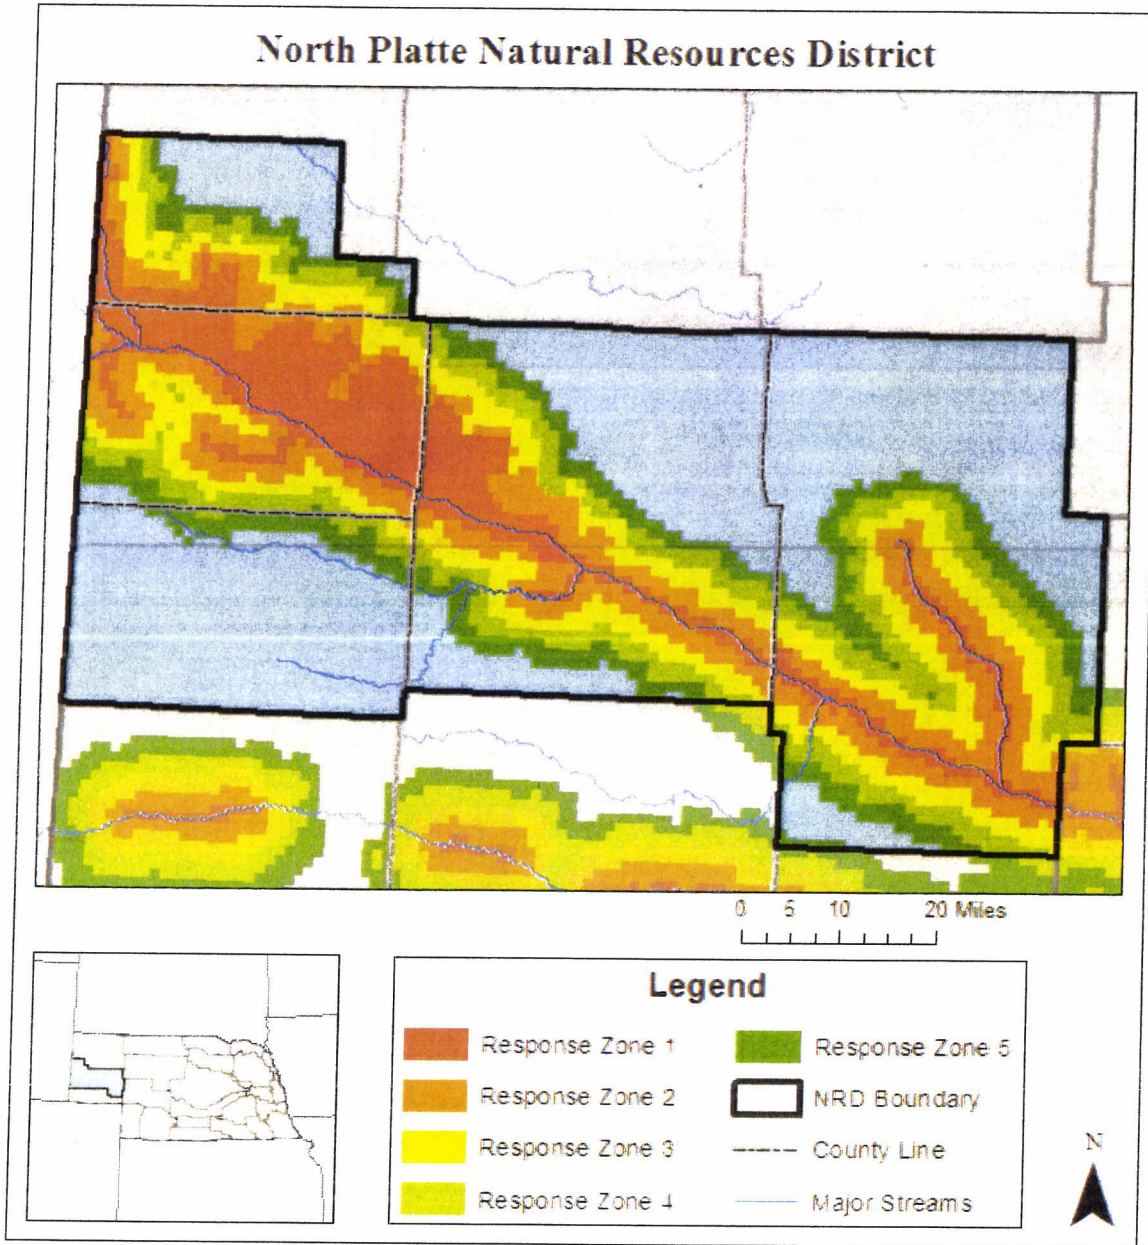 North Platte Natural Resources District
0 5 10 20 Miles
Legend
Response Zone 1
Response Zone 2
Response Zone 3
Response Zone 4
Response Zone 5
NRD Boundary
County Line
Major Streams
N